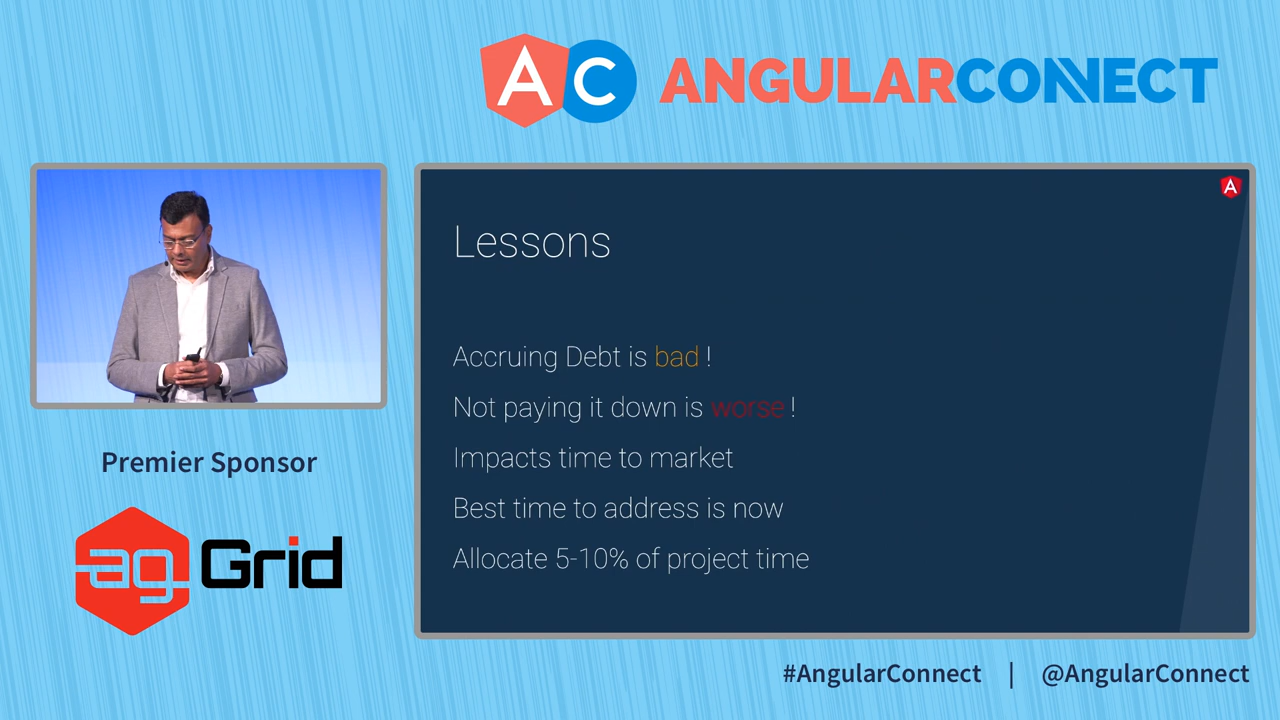 AC ANGULARCONNECT
A
Lessons
Accruing Debt is bad !
Not paying it down is worse !
Impacts time to market
Best time to address is now
Allocate 5-10% of project time
Premier Sponsor
ag Grid
#AngularConnect | @AngularConnect